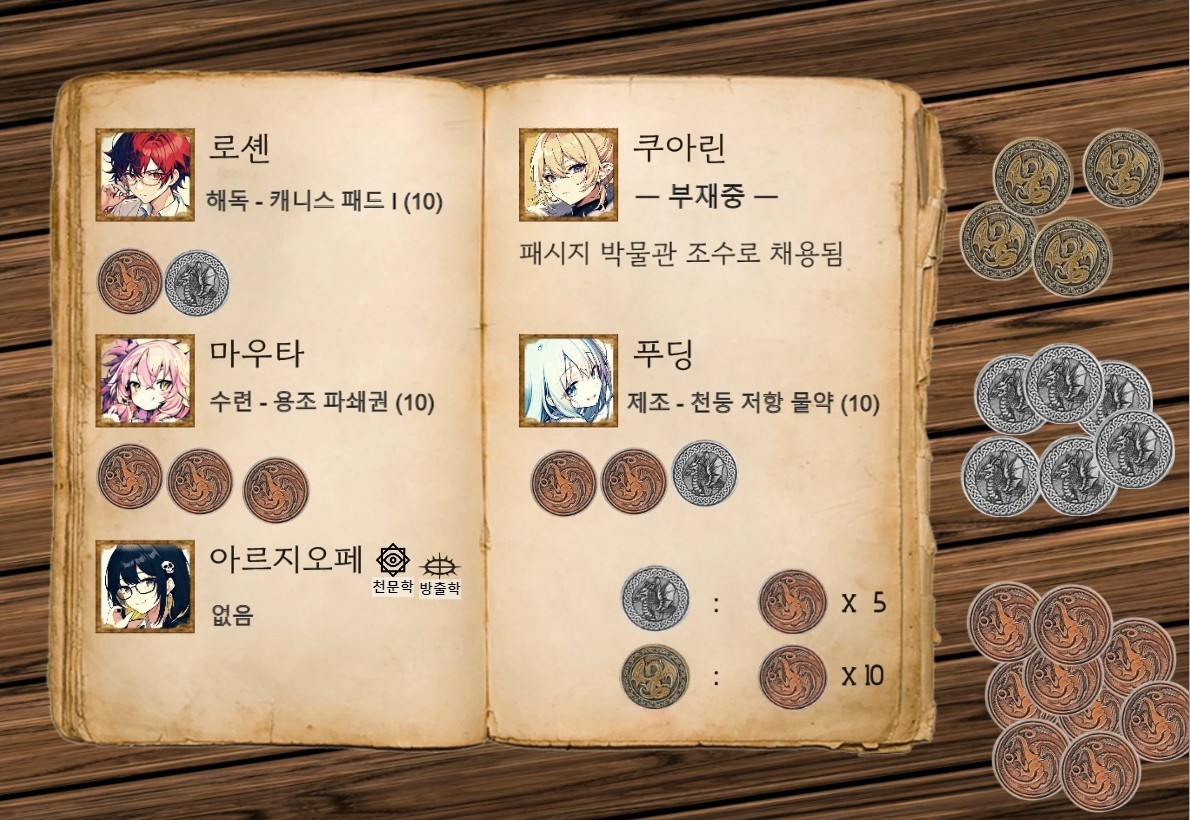 로셴
해독 - 캐니스 패드 I (10)
마우타
수련 - 용조 파쇄권 (10)
아르지오페
천문학 방출학
없음
쿠아린
— 부재중 —
패시지 박물관 조수로 채용됨
푸딩
제조 - 천둥 저항 물약 (10)
: X 5
: X 10